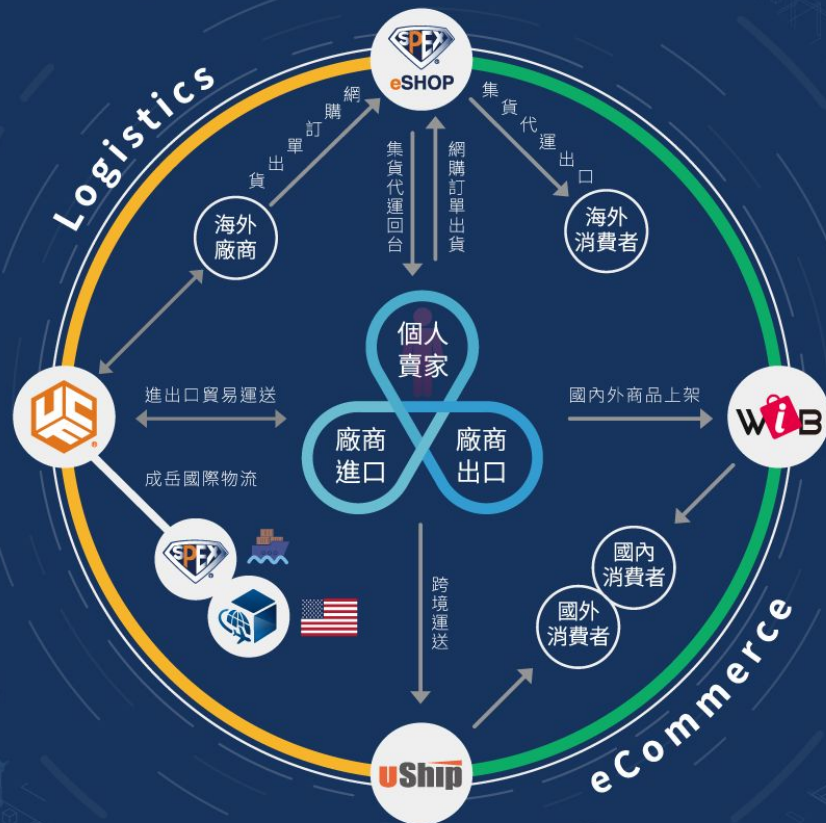 SPEX
eSHOP
Logistics
網購訂單出貨
集貨代運回台
網購訂單出貨
集貨代運出口
海外
廠商
海外
消費者
個人
賣家
進出口貿易運送
國內外商品上架
WiB
廠商
進口
廠商
出口
成岳國際物流
SPEX
跨境運送
國內
消費者
國外
消費者
eCommerce
uShip